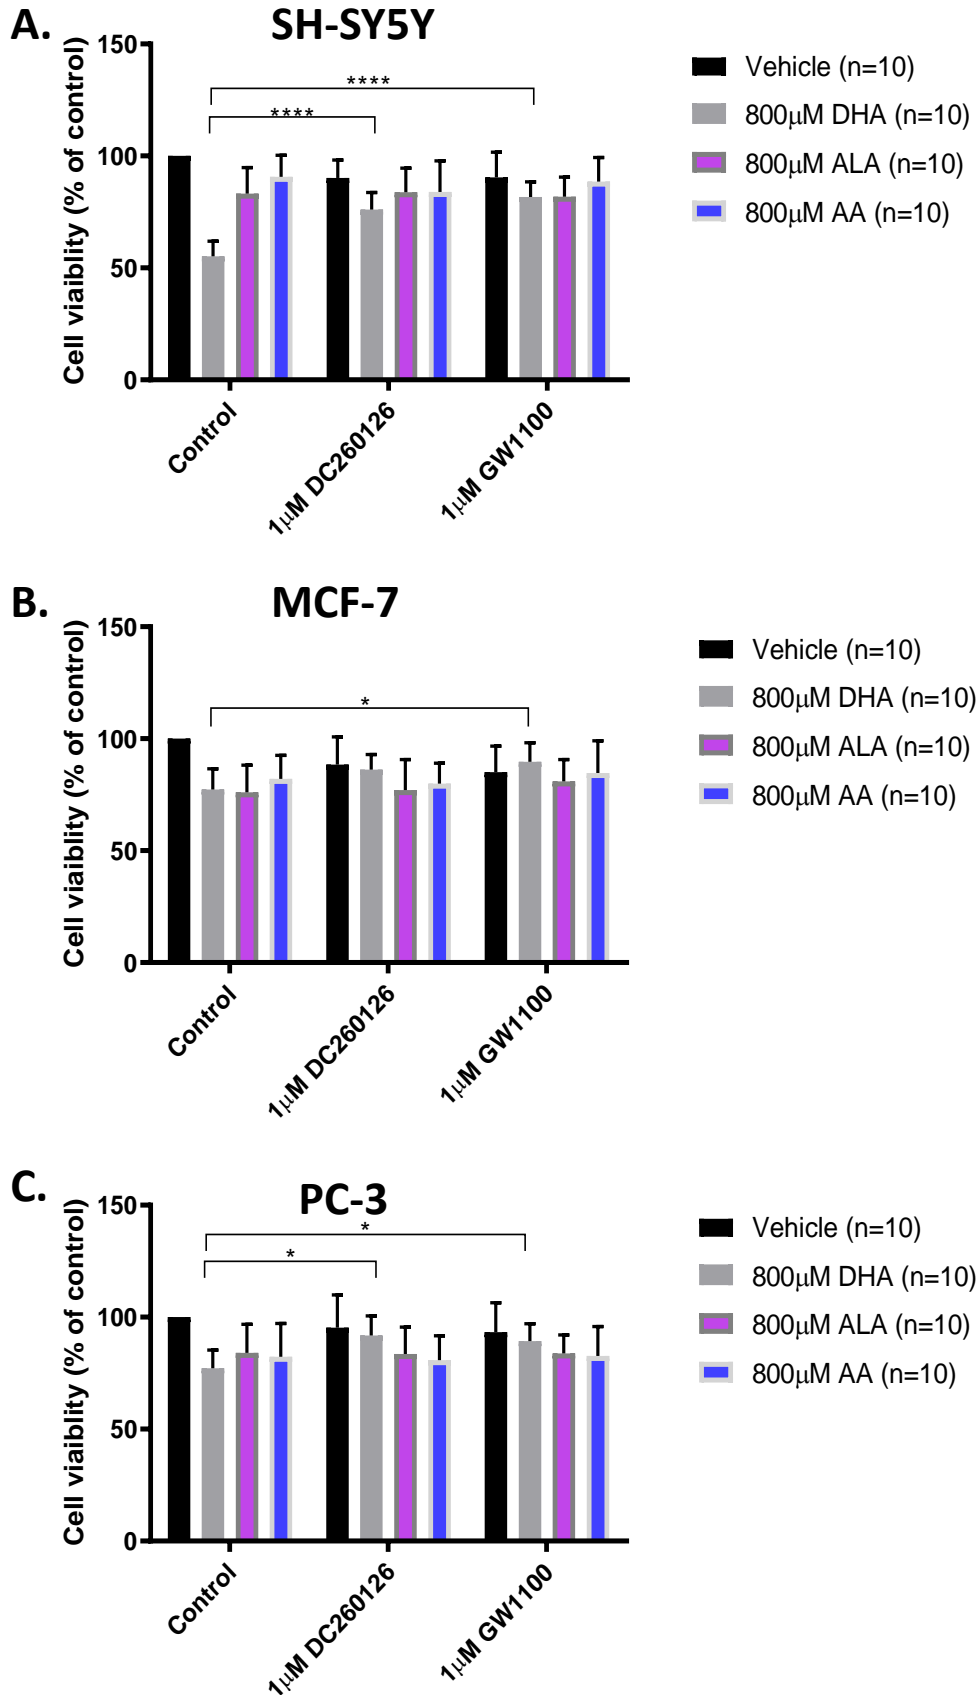 A.
SH-SY5Y
Cell viaiblity (% of control)
150
100
50
0
****
****
Control
1μM DC260126
1μM GW1100
Vehicle (n=10)
800μM DHA (n=10)
800μM ALA (n=10)
800μM AA (n=10)
B.
MCF-7
Cell viaiblity (% of control)
150
100
50
0
*
Control
1μM DC260126
1μM GW1100
Vehicle (n=10)
800μM DHA (n=10)
800μM ALA (n=10)
800μM AA (n=10)
C.
PC-3
Cell viaiblity (% of control)
150
100
50
0
*
*
Control
1μM DC260126
1μM GW1100
Vehicle (n=10)
800μM DHA (n=10)
800μM ALA (n=10)
800μM AA (n=10)